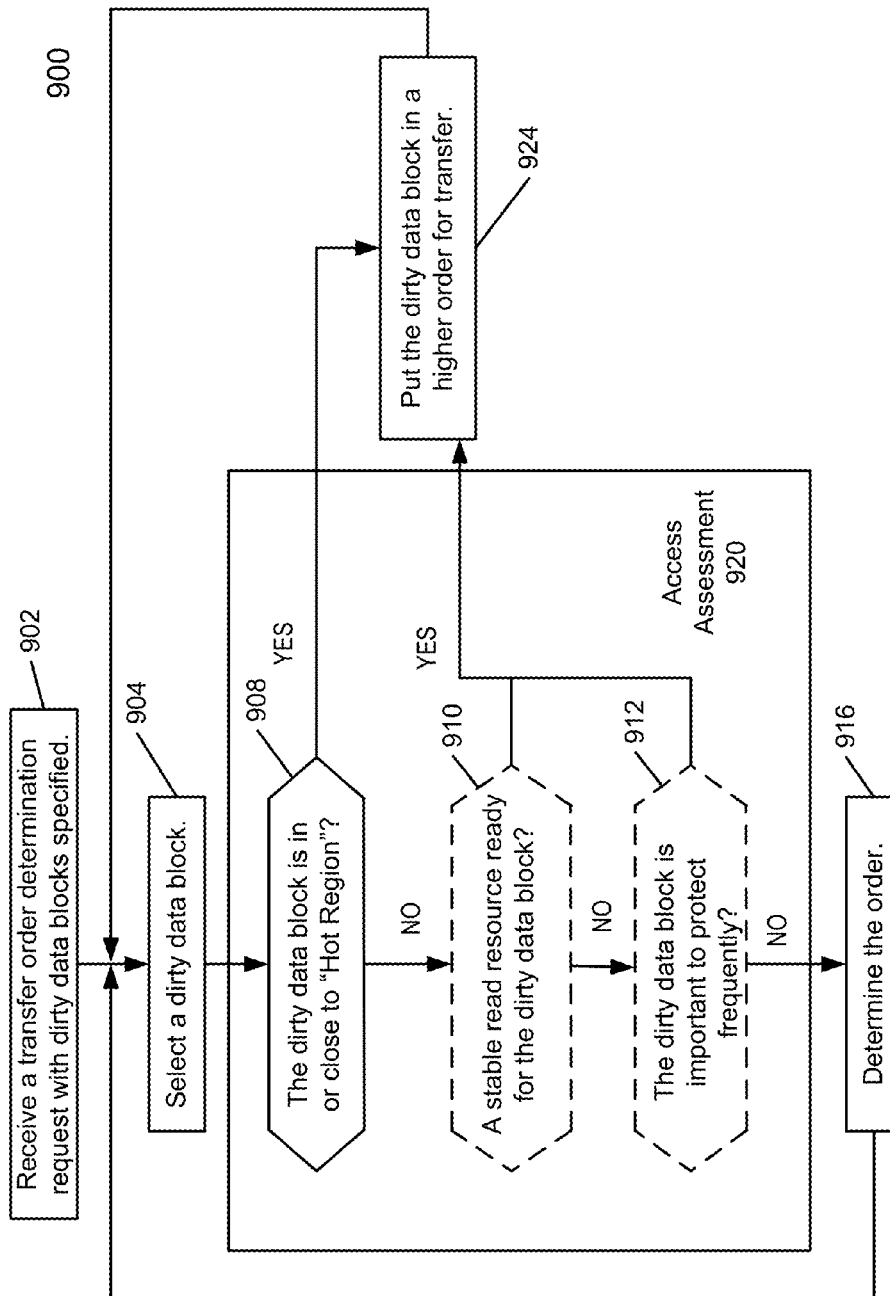 900
Receive a transfer order determination
request with dirty data blocks specified.
902
Select a dirty data block.
904
The dirty data block is in
or close to “Hot Region”?
908
YES
NO
A stable read resource ready
for the dirty data block?
910
YES
NO
The dirty data block is
important to protect
frequently?
912
NO
Access
Assessment
920
Put the dirty data block in a
higher order for transfer.
924
Determine the order.
916